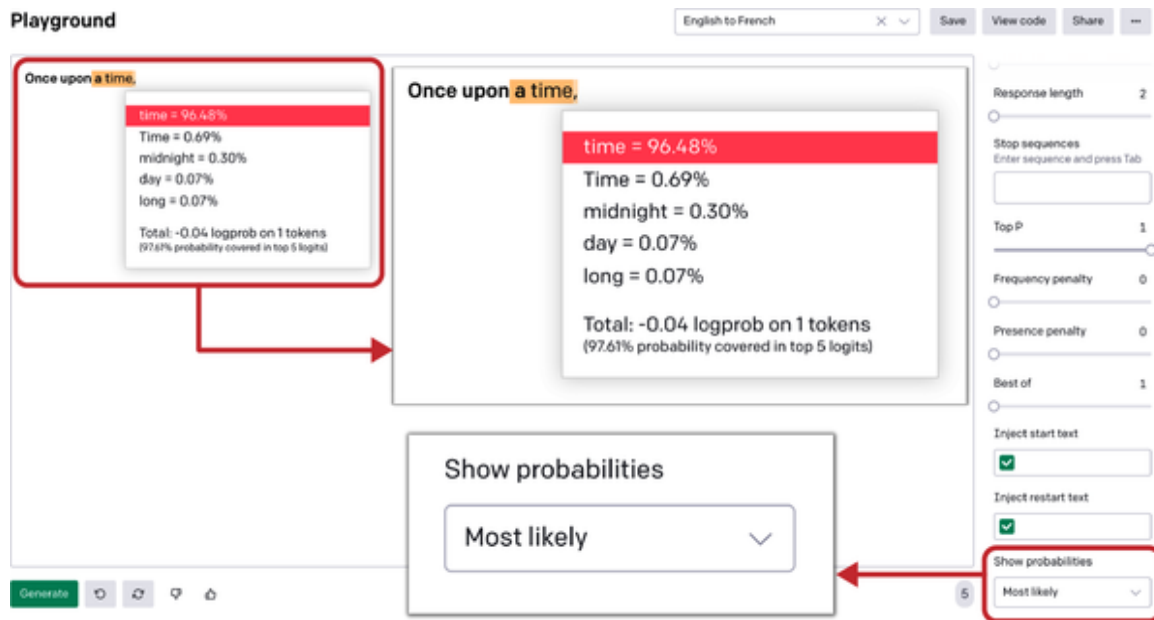 Playground
English to French
Save
View code
Share
...
Once upon a time,
time = 96.48%
Time = 0.69%
midnight = 0.30%
day = 0.07%
long = 0.07%
Total: -0.04 logprob on 1 tokens
(97.61% probability covered in top 5 logits)
Once upon a time,
time = 96.48%
Time = 0.69%
midnight = 0.30%
day = 0.07%
long = 0.07%
Total: -0.04 logprob on 1 tokens
(97.61% probability covered in top 5 logits)
Response length 2
Stop sequences
Enter sequence and press Tab
Top P 1
Frequency penalty 0
Presence penalty 0
Best of 1
Inject start text
Inject restart text
Show probabilities
Most likely
Show probabilities
Most likely
Generate
5